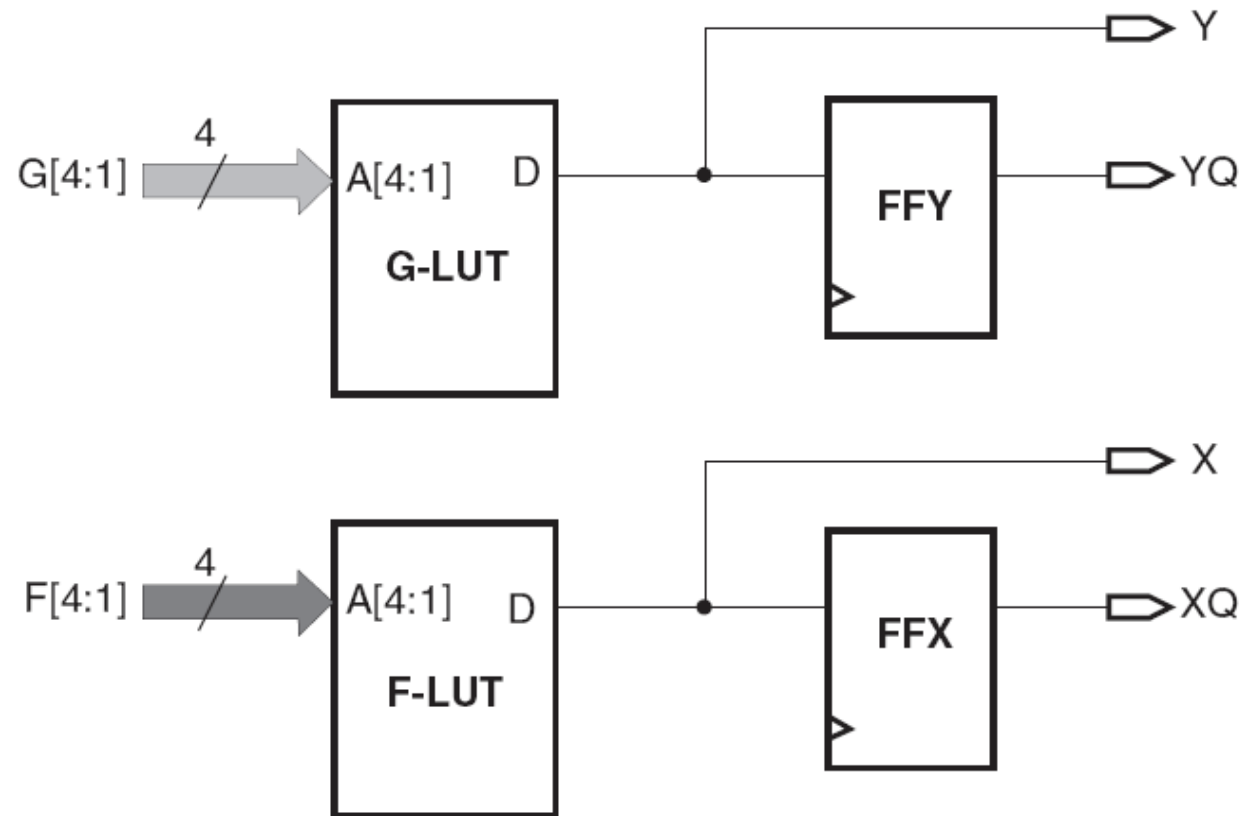 Y
4
G[4:1]
A[4:1]
D
YQ
FFY
G-LUT
X
4
F[4:1]
A[4:1]
D
XQ
FFX
F-LUT